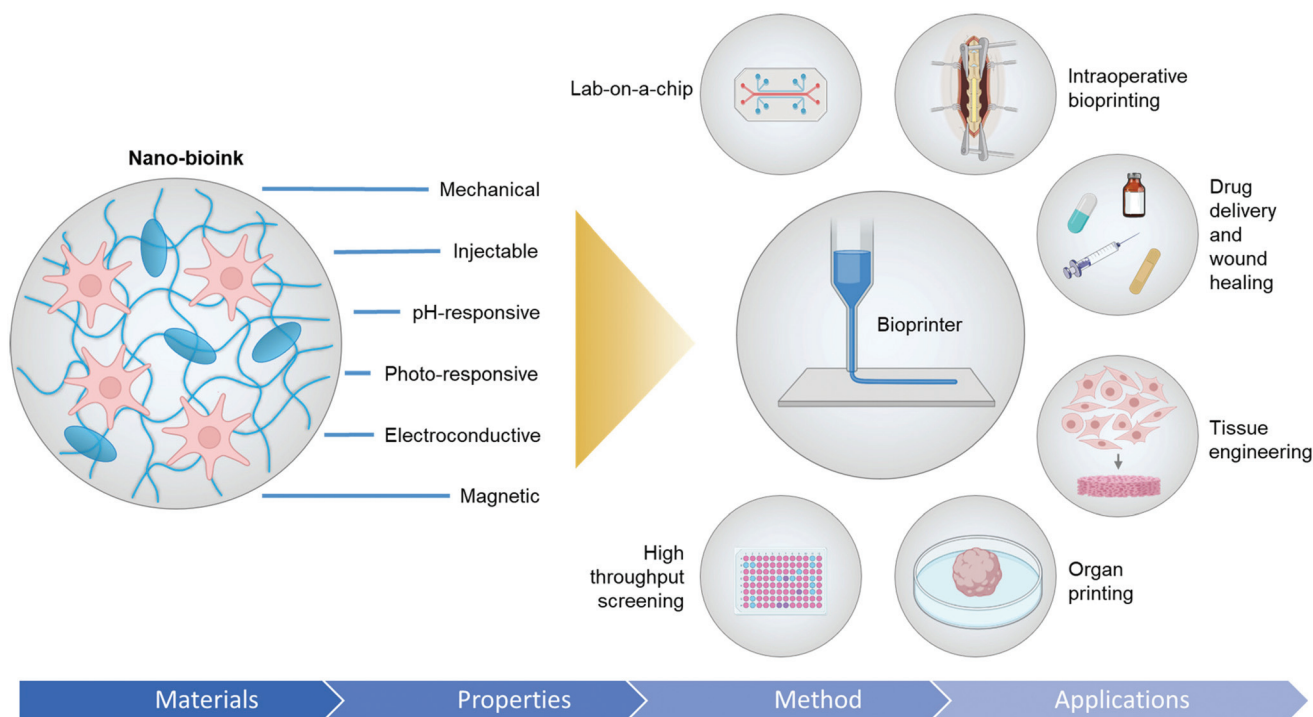 Nano-bioink
Mechanical
Injectable
pH-responsive
Photo-responsive
Electroconductive
Magnetic
Bioprinter
Lab-on-a-chip
Intraoperative
bioprinting
Drug
delivery
and
wound
healing
Tissue
engineering
Organ
printing
High
throughput
screening
Materials
Properties
Method
Applications